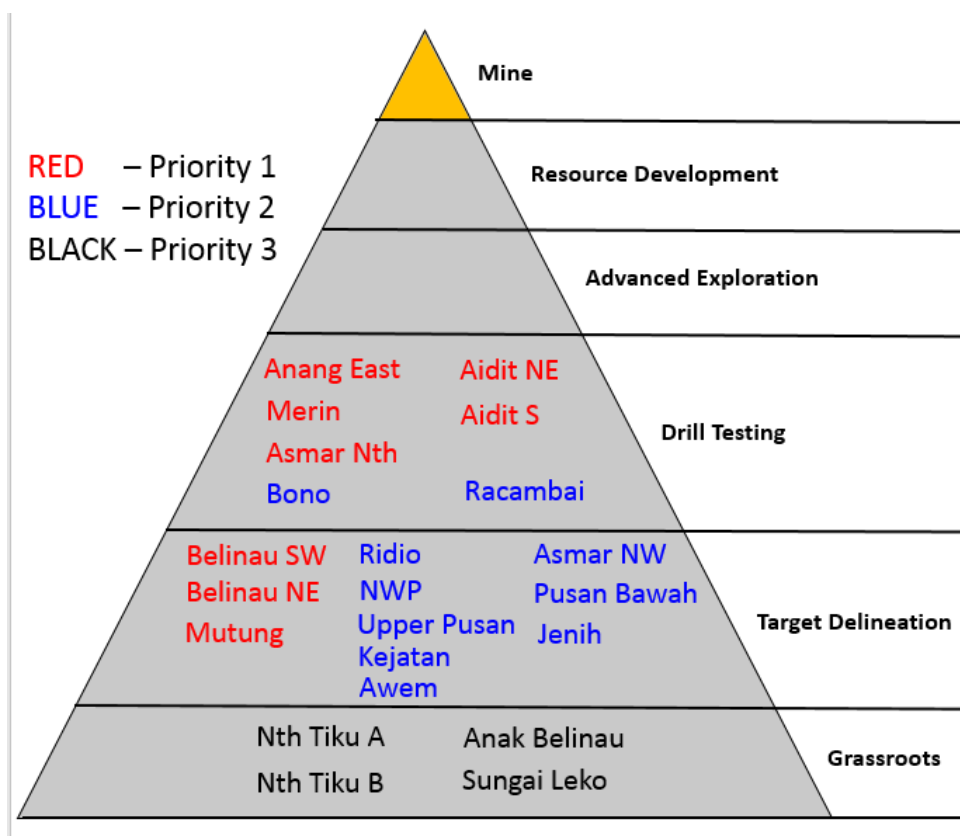 Mine
RED – Priority 1
BLUE – Priority 2
BLACK – Priority 3
Resource Development
Advanced Exploration
Anang East
Aidit NE
Merin
Aidit S
Asmar Nth
Bono
Racambai
Drill Testing
Belinau SW
Belinau NE
Mutung
Ridio
NWP
Upper Pusan
Kejatan
Awem
Asmar NW
Pusan Bawah
Jenih
Target Delineation
Nth Tiku A
Nth Tiku B
Anak Belinau
Sungai Leko
Grassroots